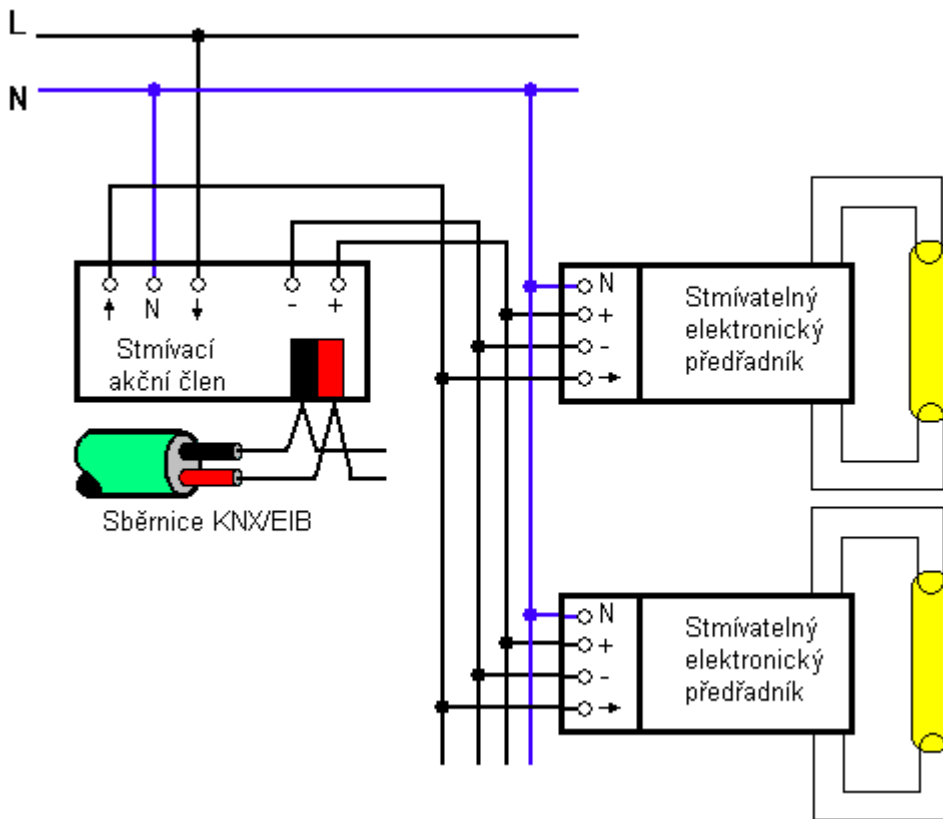 L
N
N
- +
Stmívací
akční člen
Sběrnice KNX/EIB
N
+
-
Stmívatelný
elektronický
předřadník
N
+
-
Stmívatelný
elektronický
předřadník